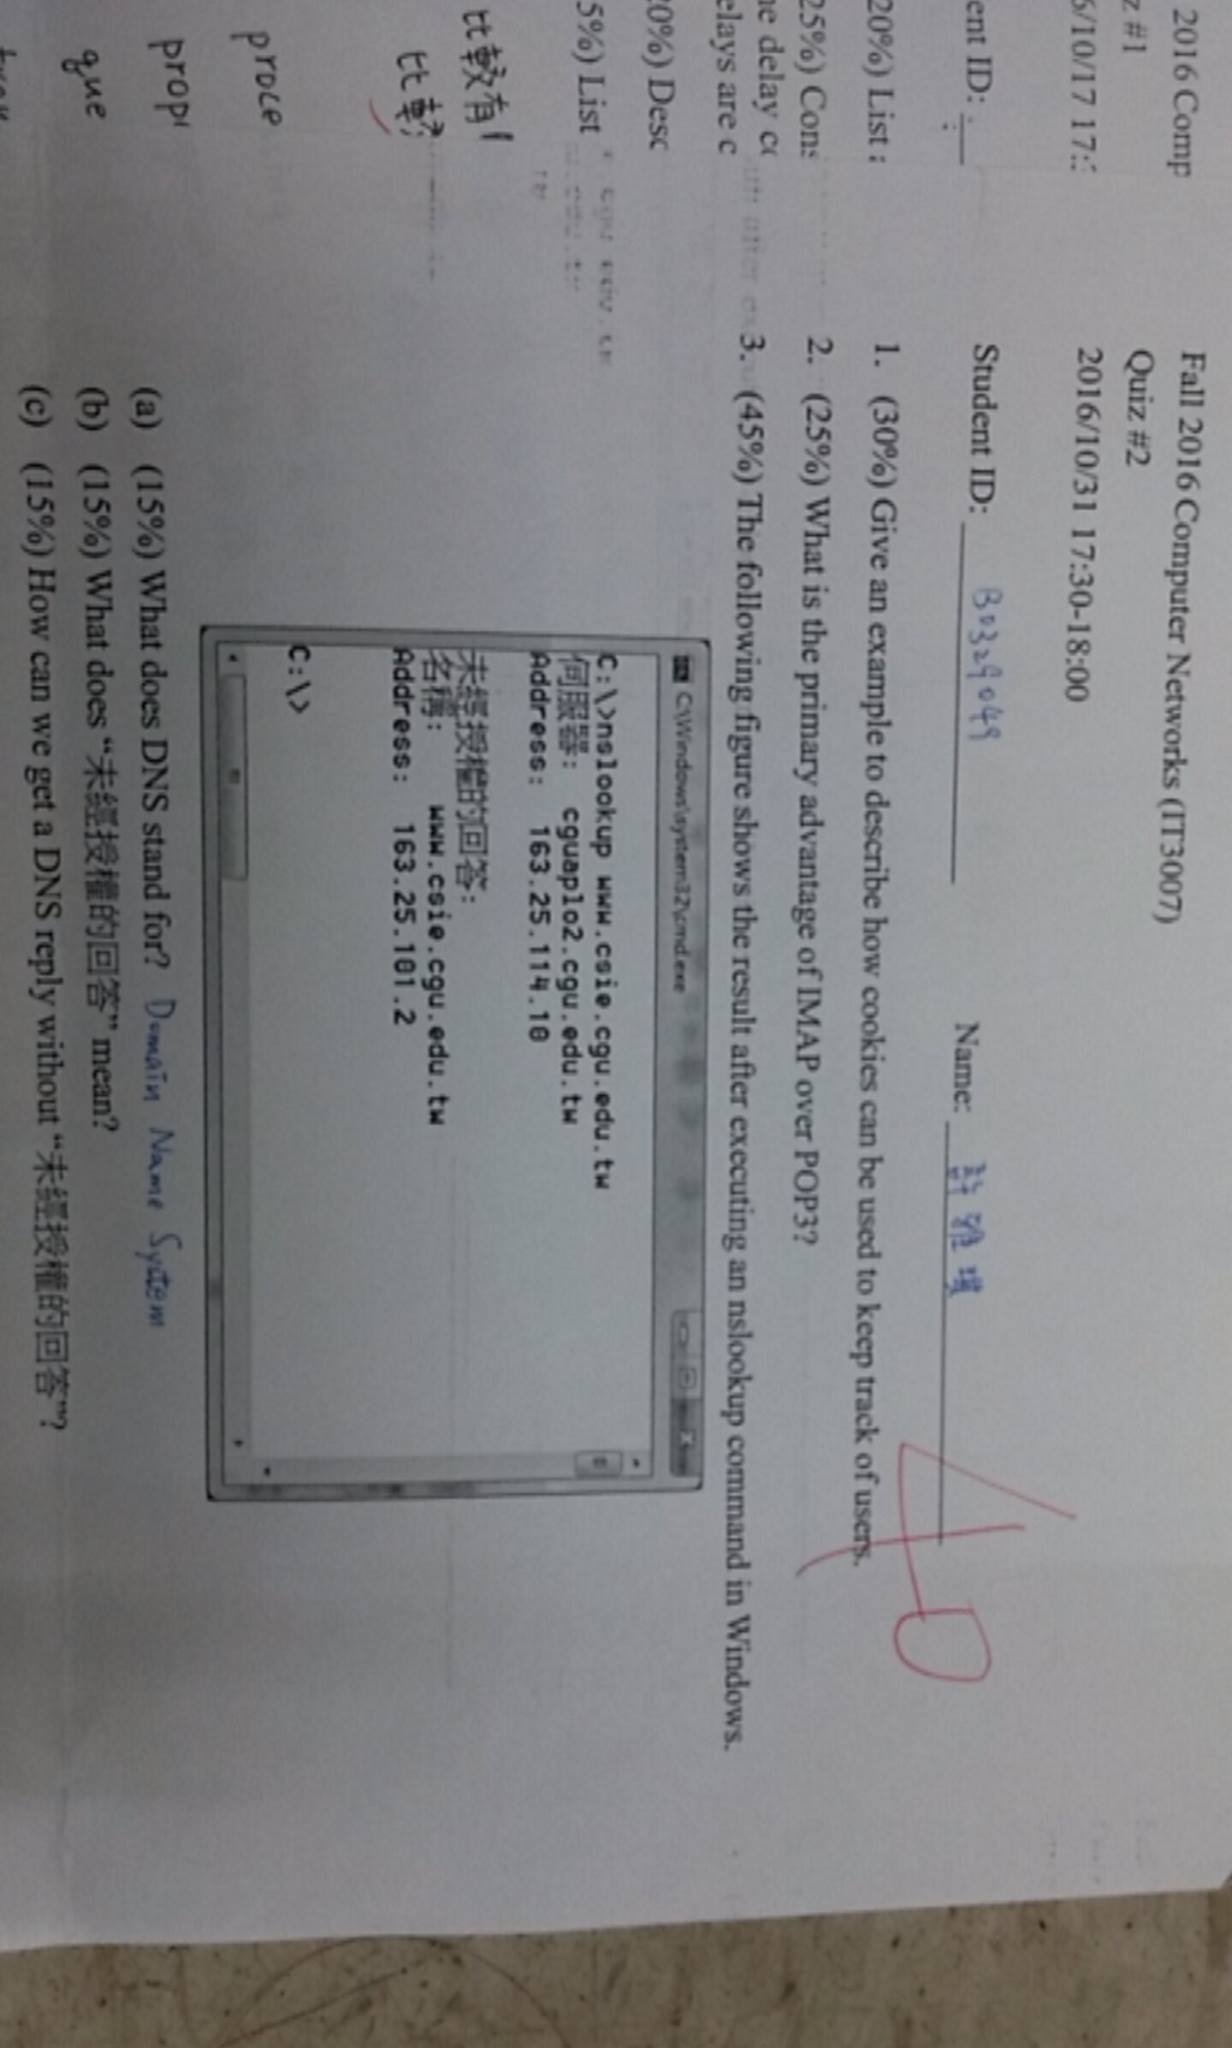 Fall 2016 Computer Networks (IT3007)
Quiz #2
2016/10/31 17:30-18:00
Student ID: B0329049 Name: 許雅
40
1. (30%) Give an example to describe how cookies can be used to keep track of users.
2. (25%) What is the primary advantage of IMAP over POP3?
3. (45%) The following figure shows the result after executing an nslookup command in Windows.
C:\Windows\system32\cmd.exe
C:\>nslookup www.csie.cgu.edu.tw
伺服器: cguaplo2.cgu.edu.tw
Address: 163.25.114.18
未經授權的回答:
名稱: www.csie.cgu.edu.tw
Address: 163.25.101.2
C:\>
(a) (15%) What does DNS stand for? Domain Name System
(b) (15%) What does “未經授權的回答” mean?
(c) (15%) How can we get a DNS reply without “未經授權的回答”?
2016 Comp
z #1
6/10/17 17:
ent ID:
20%) List
25%) Cons
e delay
elays are c
20%) Desc
5%) List
比較有
比較
proce
prop
que